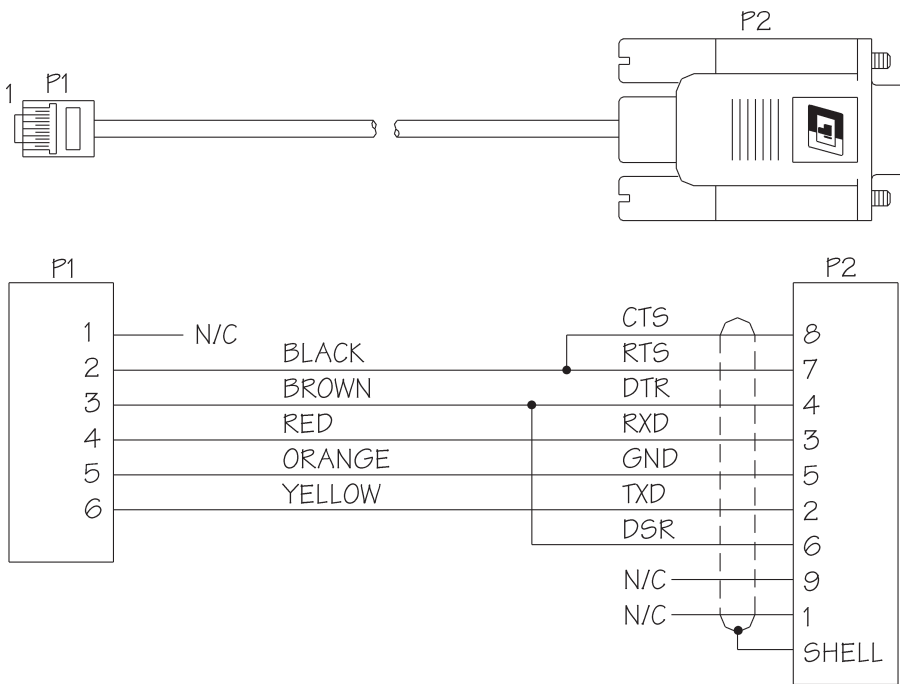 P2
P1
1
P1
P2
1 N/C CTS 8
2 BLACK RTS 7
3 BROWN DTR 4
4 RED RXD 3
5 ORANGE GND 5
6 YELLOW TXD 2
DSR 6
N/C 9
N/C 1
SHELL